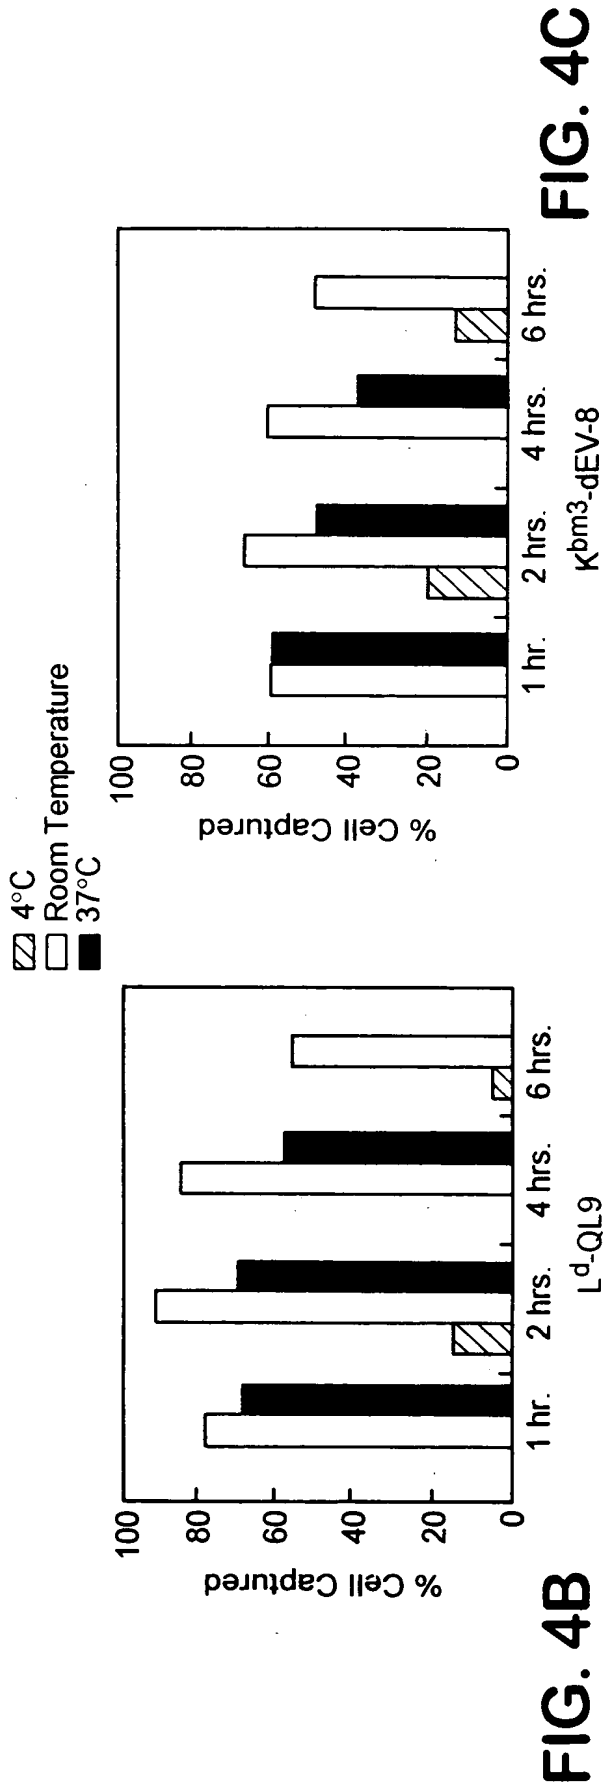 4°C
Room Temperature
37°C
% Cell Captured
100
80
60
40
20
0
1 hr.
2 hrs.
4 hrs.
6 hrs.
Lᵈ-QL9
FIG. 4B
% Cell Captured
100
80
60
40
20
0
1 hr.
2 hrs.
4 hrs.
6 hrs.
Kᵇᵐ³-dEV-8
FIG. 4C